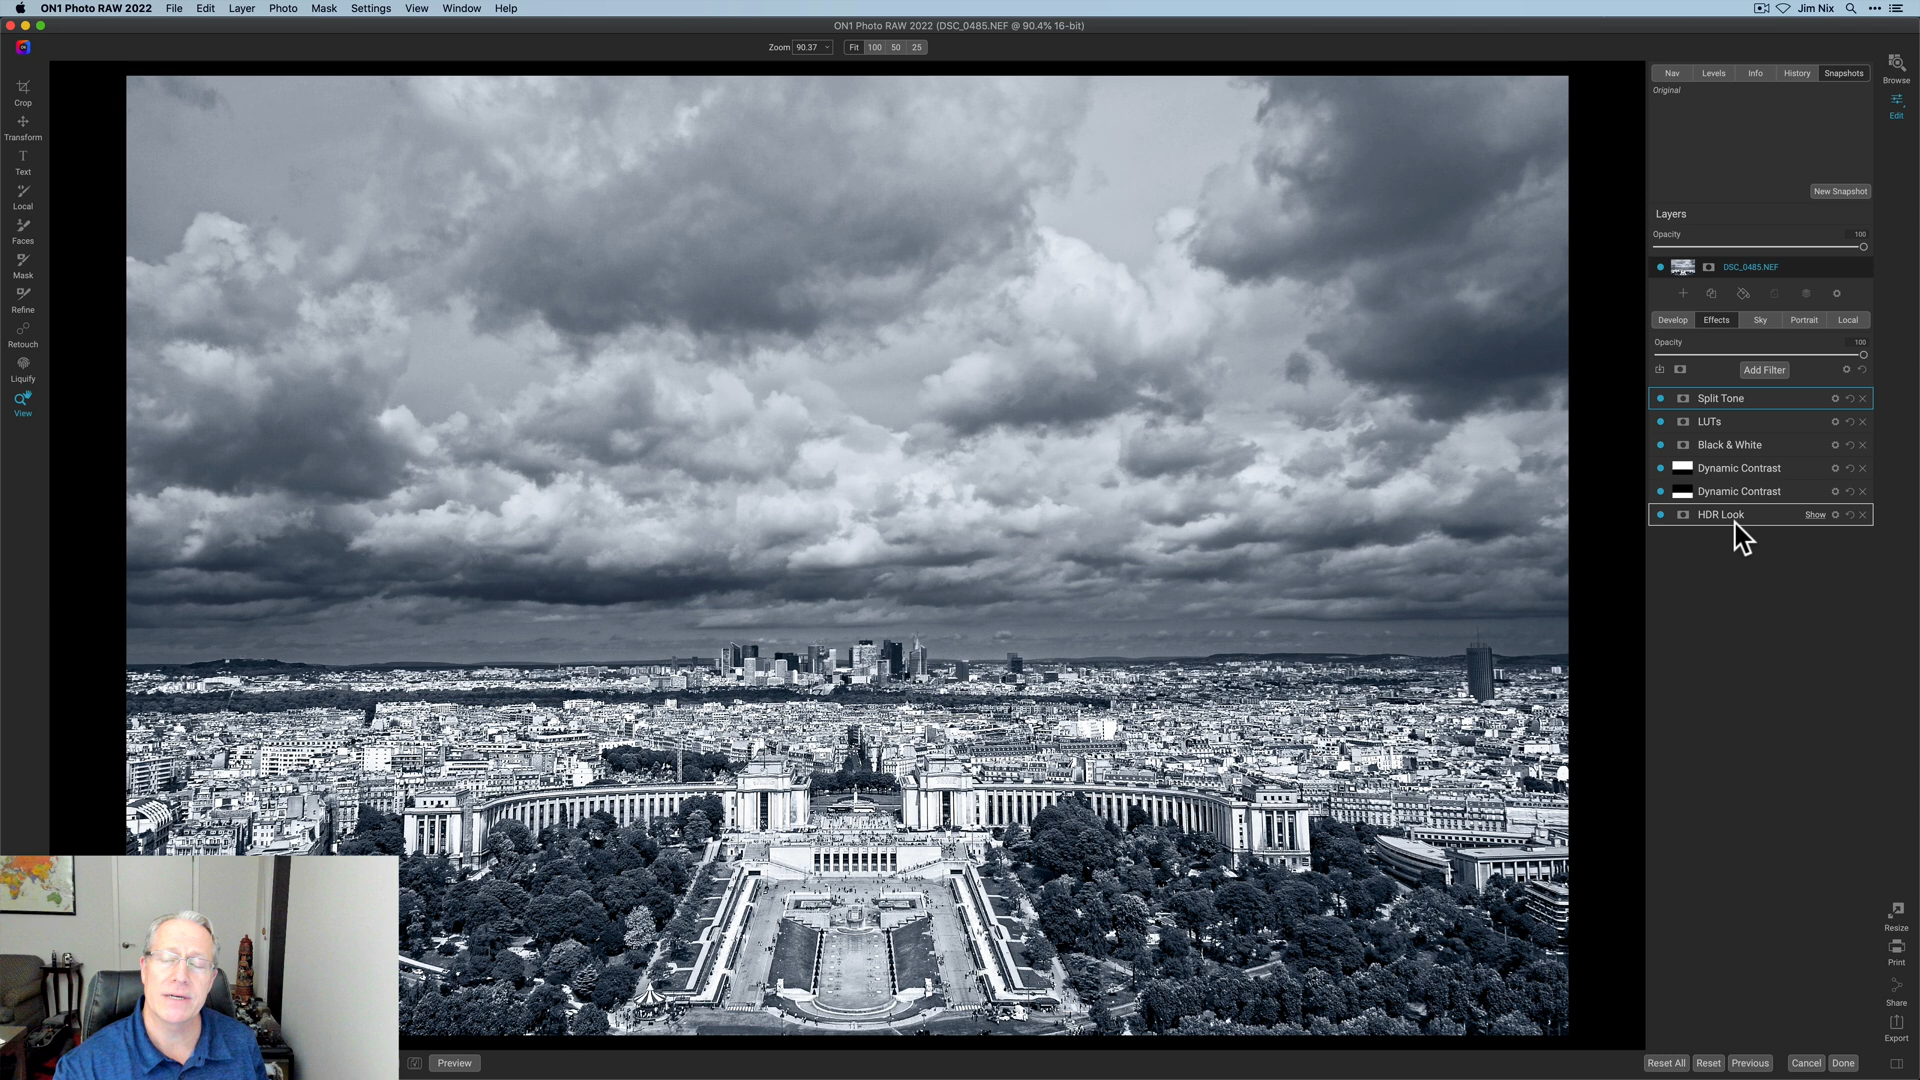 ON1 Photo RAW 2022 File Edit Layer Photo Mask Settings View Window Help Jim Nix
ON1 Photo RAW 2022 (DSC_0485.NEF @ 90.4% 16-bit)
Zoom 90.37 Fit 100 50 25
Crop
Transform
Text
Local
Faces
Mask
Refine
Retouch
Liquify
View
Nav Levels Info History Snapshots
Original
New Snapshot
Layers
Opacity 100
DSC_0485.NEF
Develop Effects Sky Portrait Local
Opacity 100
Add Filter
Split Tone
LUTs
Black & White
Dynamic Contrast
Dynamic Contrast
HDR Look Show
Browse
Edit
Resize
Print
Share
Export
Preview
Reset All Reset Previous Cancel Done